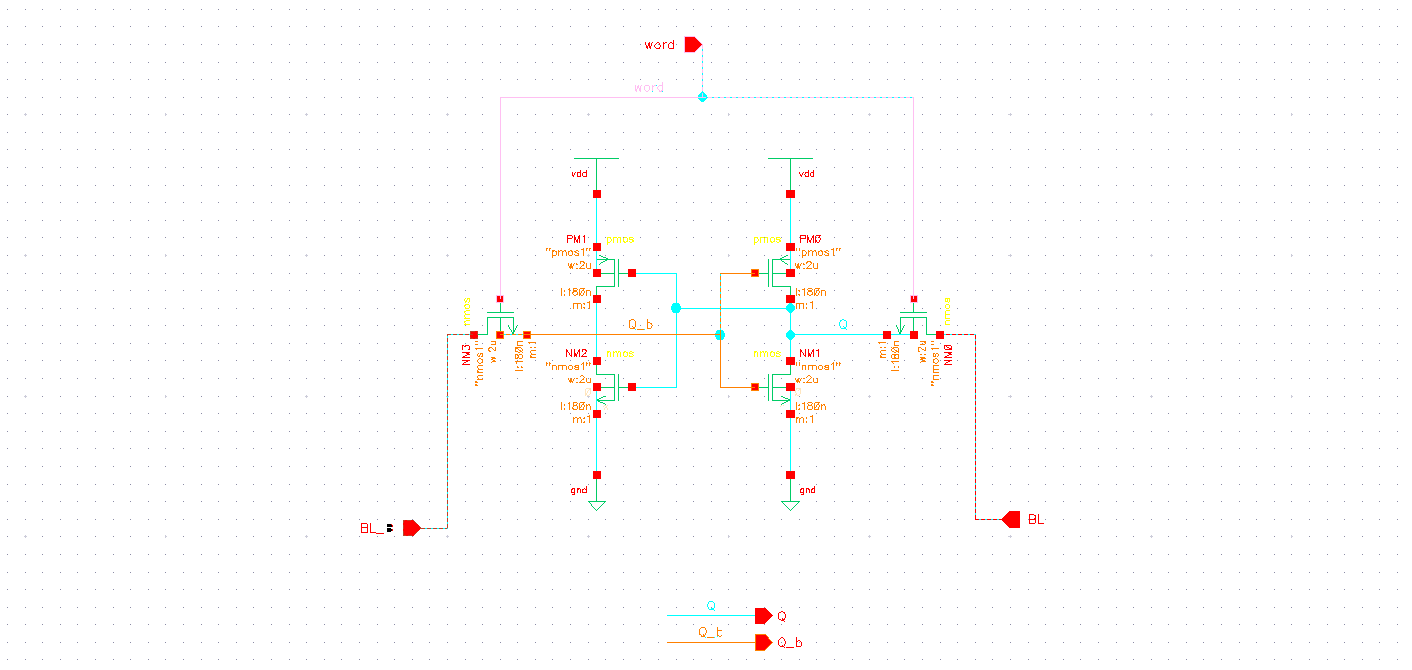 word
word
vdd
vdd
PM1 pmos
"pmos1"
w:2u
l:180n
m:1
pmos PM0
"pmos1"
w:2u
l:180n
m:1
nmos
NM3
"nmos1"
w:2u
l:180n
m:1
Q_b
Q
nmos
NM0
"nmos1"
w:2u
l:180n
m:1
NM2 nmos
"nmos1"
w:2u
l:180n
m:1
nmos NM1
"nmos1"
w:2u
l:180n
m:1
gnd
gnd
BL_B
BL
Q
Q
Q_b
Q_b